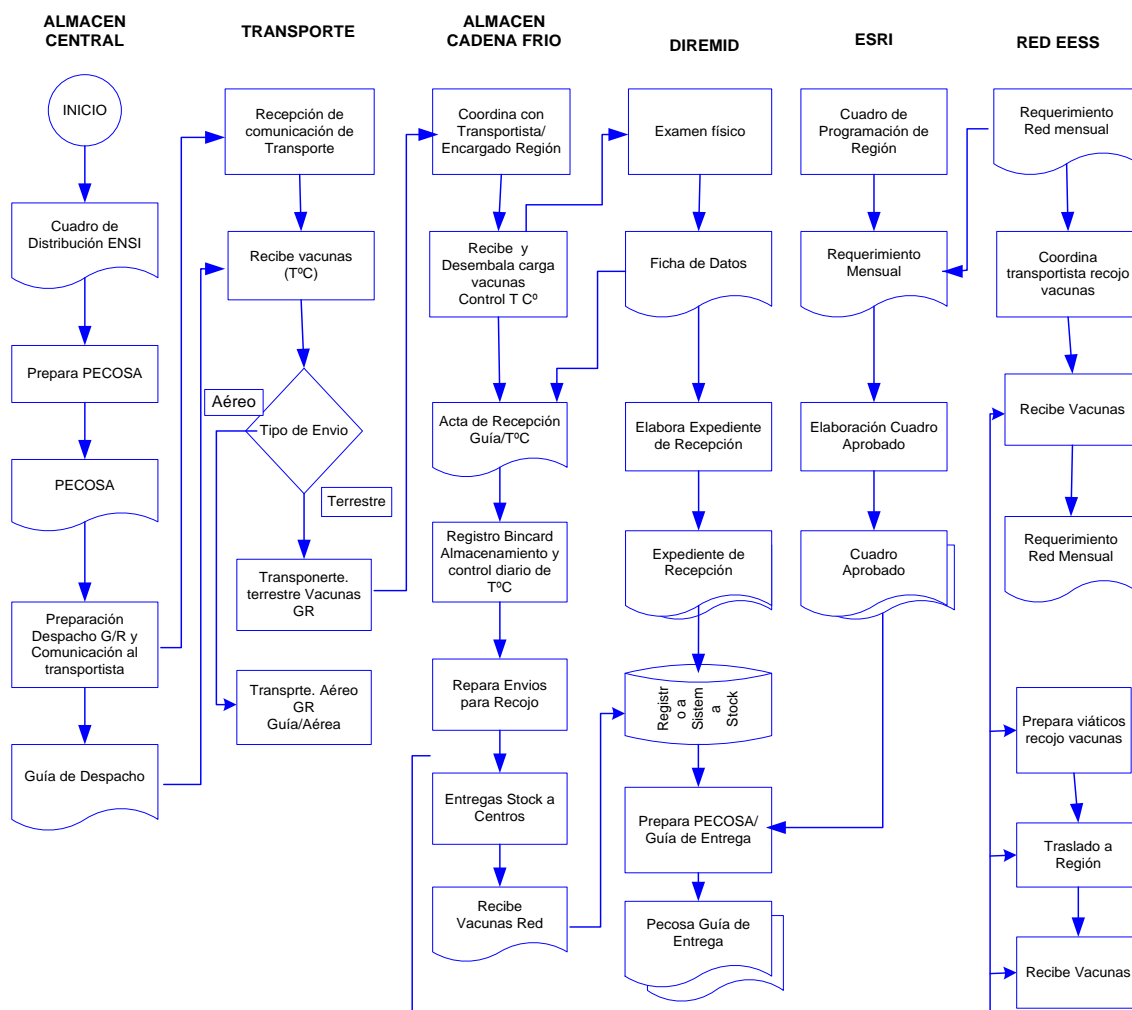 ALMACEN
CENTRAL
TRANSPORTE
ALMACEN
CADENA FRIO
DIREMID
ESRI
RED EESS
INICIO
Cuadro de
Distribución ENSI
Prepara PECOSA
PECOSA
Preparación
Despacho G/R y
Comunicación al
transportista
Guía de Despacho
Recepción de
comunicación de
Transporte
Recibe vacunas
(TºC)
Aéreo
Tipo de Envio
Terrestre
Transponerte.
terrestre Vacunas
GR
Transprte. Aéreo
GR
Guía/Aérea
Coordina con
Transportista/
Encargado Región
Recibe y
Desembala carga
vacunas
Control T Cº
Acta de Recepción
Guía/TºC
Registro Bincard
Almacenamiento y
control diario de
TºC
Repara Envios
para Recojo
Entregas Stock a
Centros
Recibe
Vacunas Red
Examen físico
Ficha de Datos
Elabora Expediente
de Recepción
Expediente de
Recepción
Registr
o a
Sistem
a
Stock
Prepara PECOSA/
Guía de Entrega
Pecosa Guía de
Entrega
Cuadro de
Programación de
Región
Requerimiento
Mensual
Elaboración Cuadro
Aprobado
Cuadro
Aprobado
Requerimiento
Red mensual
Coordina
transportista recojo
vacunas
Recibe Vacunas
Requerimiento
Red Mensual
Prepara viáticos
recojo vacunas
Traslado a
Región
Recibe Vacunas